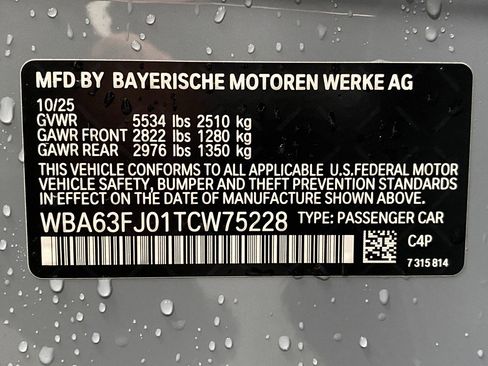 MFD BY BAYERISCHE MOTOREN WERKE AG
10/25
GVWR 5534 lbs 2510 kg
GAWR FRONT 2822 lbs 1280 kg
GAWR REAR 2976 lbs 1350 kg
THIS VEHICLE CONFORMS TO ALL APPLICABLE U.S.FEDERAL MOTOR
VEHICLE SAFETY, BUMPER AND THEFT PREVENTION STANDARDS
IN EFFECT ON THE DATE OF MANUFACTURE SHOWN ABOVE.
WBA63FJ01TCW75228 TYPE: PASSENGER CAR
C4P
7 315 814